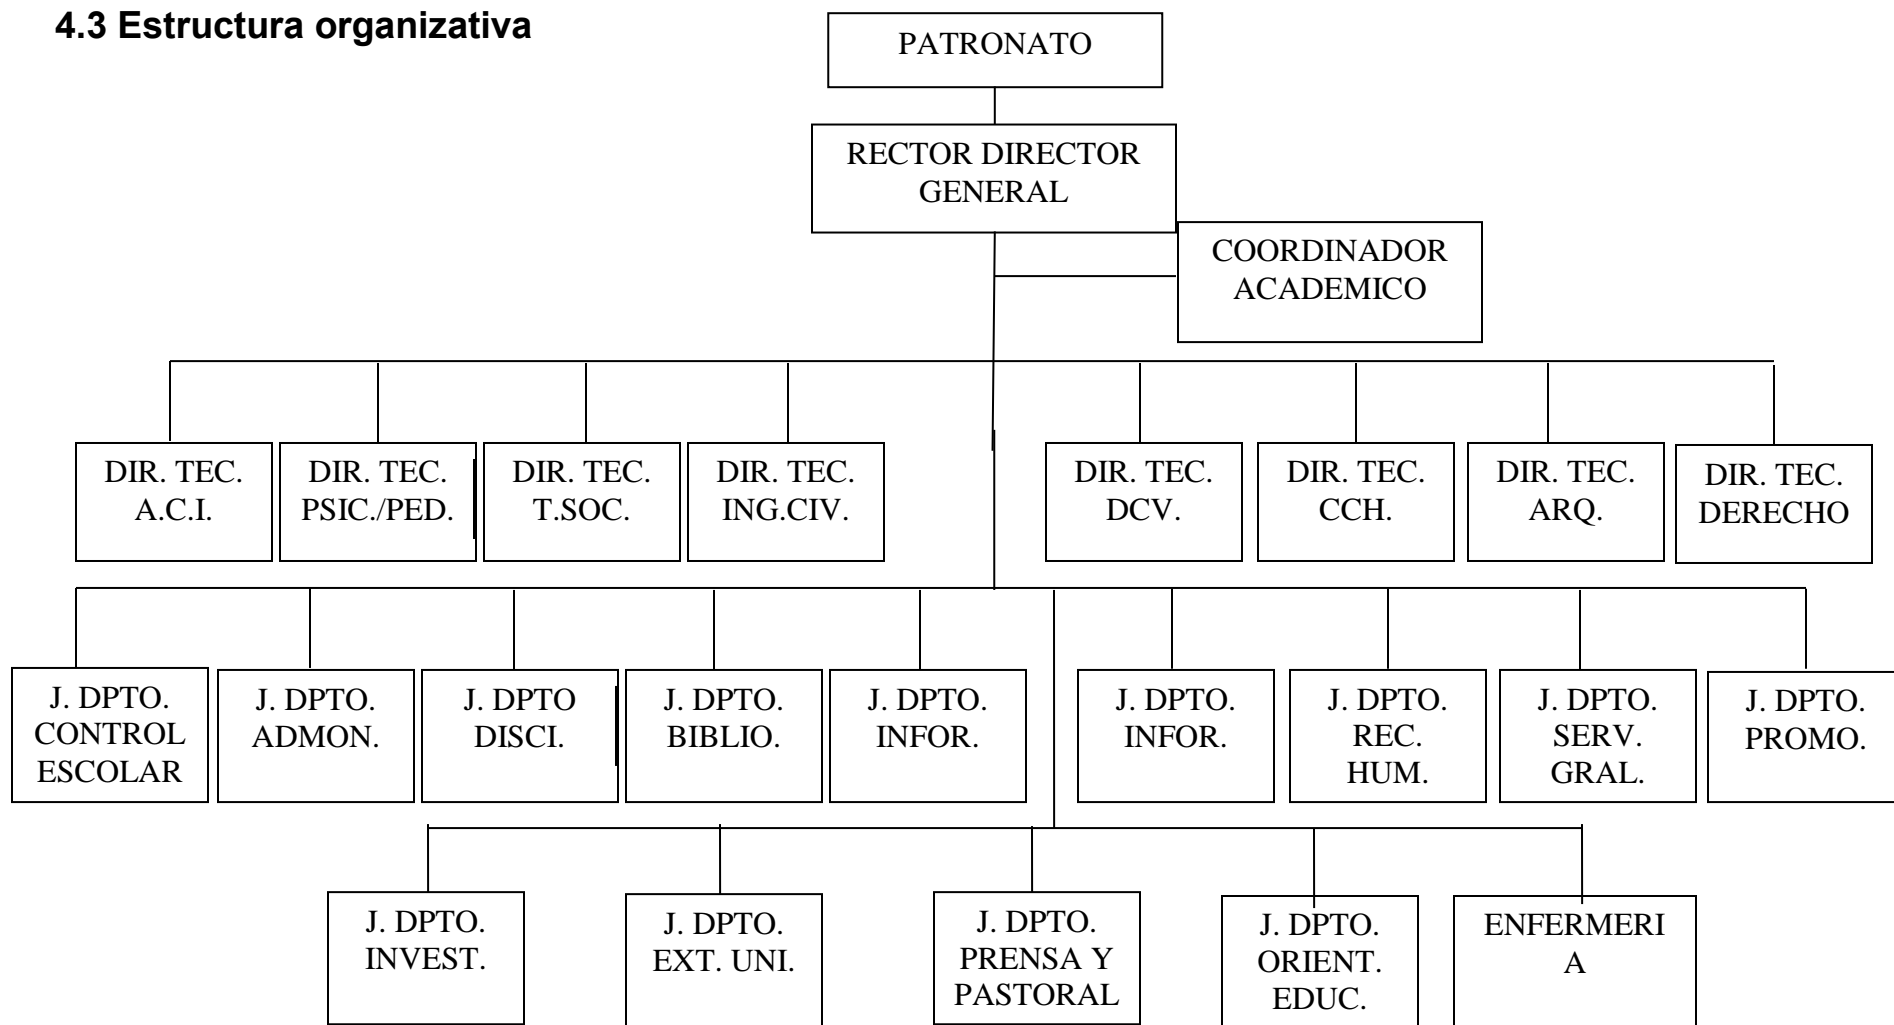 4.3 Estructura organizativa
PATRONATO
RECTOR DIRECTOR
GENERAL
COORDINADOR
ACADEMICO
DIR. TEC.
A.C.I.
DIR. TEC.
PSIC./PED.
DIR. TEC.
T.SOC.
DIR. TEC.
ING.CIV.
DIR. TEC.
DCV.
DIR. TEC.
CCH.
DIR. TEC.
ARQ.
DIR. TEC.
DERECHO
J. DPTO.
CONTROL
ESCOLAR
J. DPTO.
ADMON.
J. DPTO
DISCI.
J. DPTO.
BIBLIO.
J. DPTO.
INFOR.
J. DPTO.
INFOR.
J. DPTO.
REC.
HUM.
J. DPTO.
SERV.
GRAL.
J. DPTO.
PROMO.
J. DPTO.
INVEST.
J. DPTO.
EXT. UNI.
J. DPTO.
PRENSA Y
PASTORAL
J. DPTO.
ORIENT.
EDUC.
ENFERMERI
A